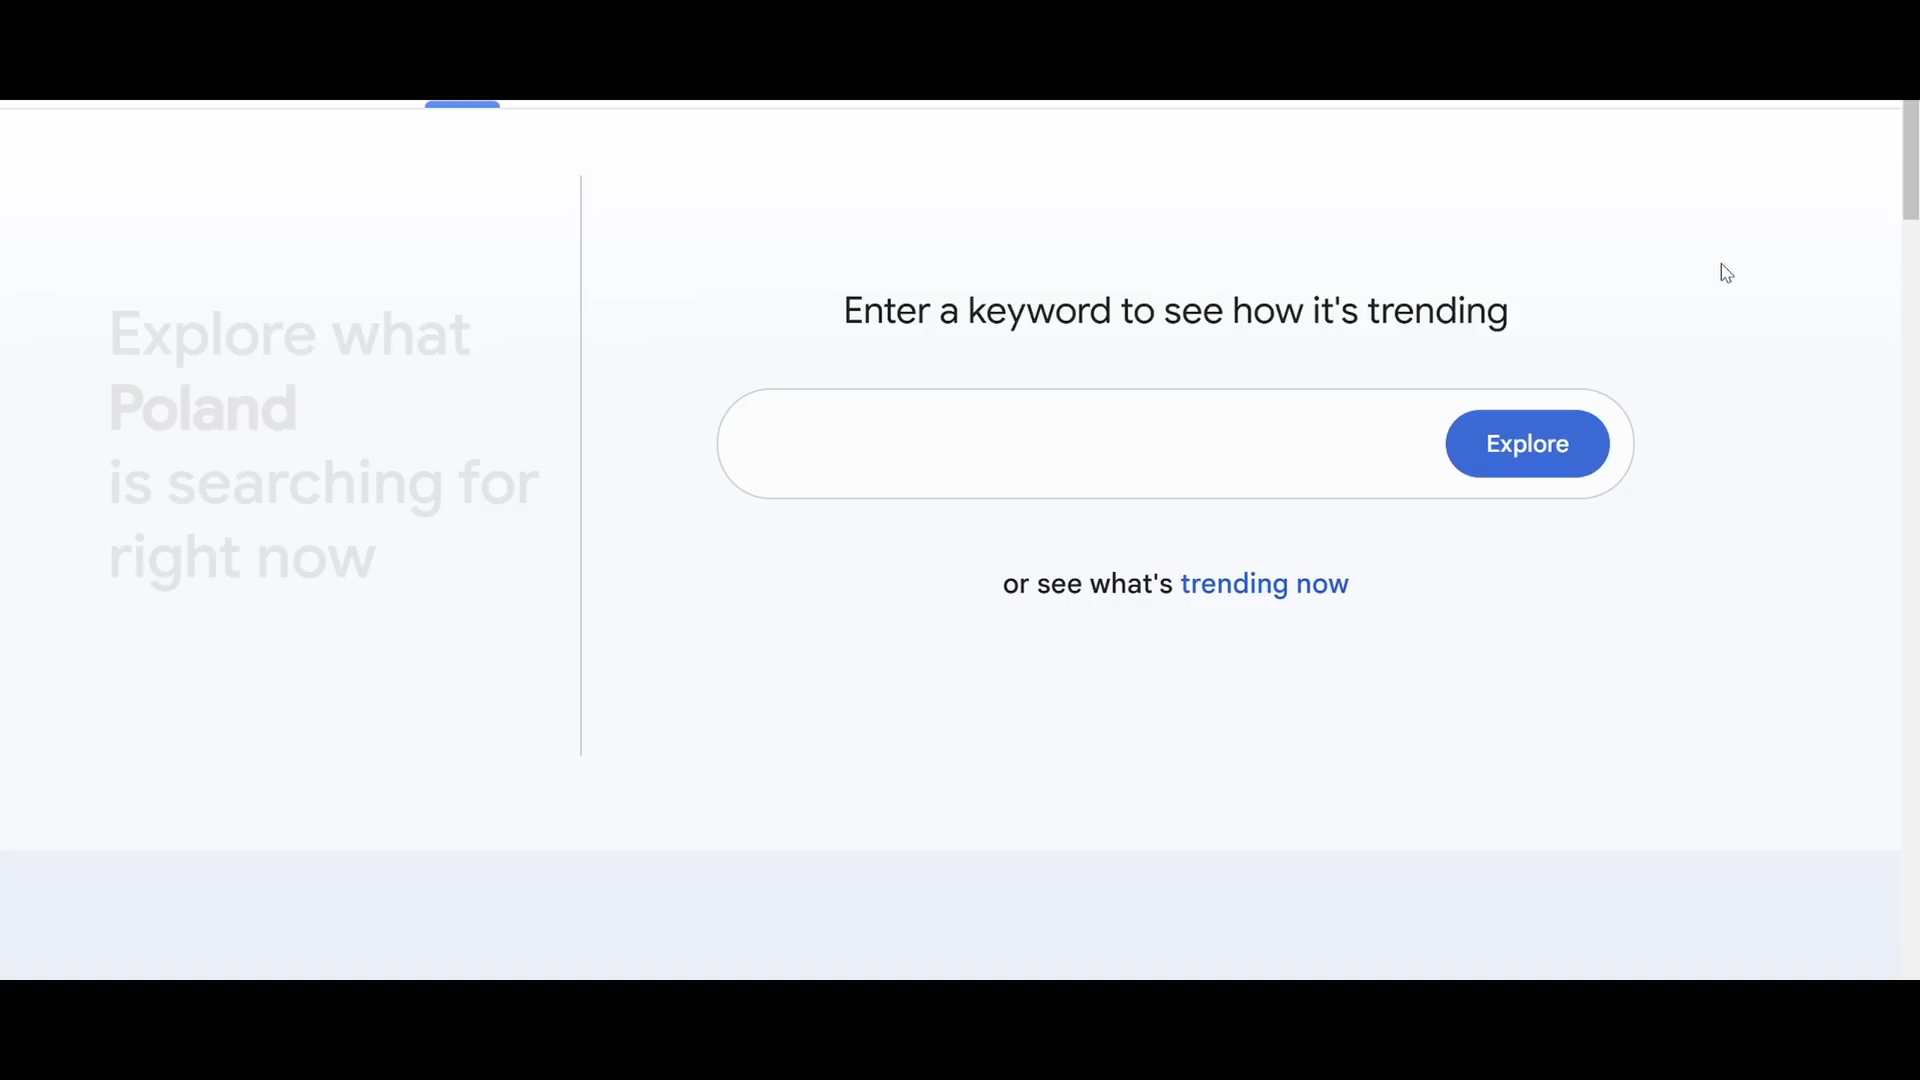 Explore what
Poland
is searching for
right now
Enter a keyword to see how it's trending
Explore
or see what's trending now